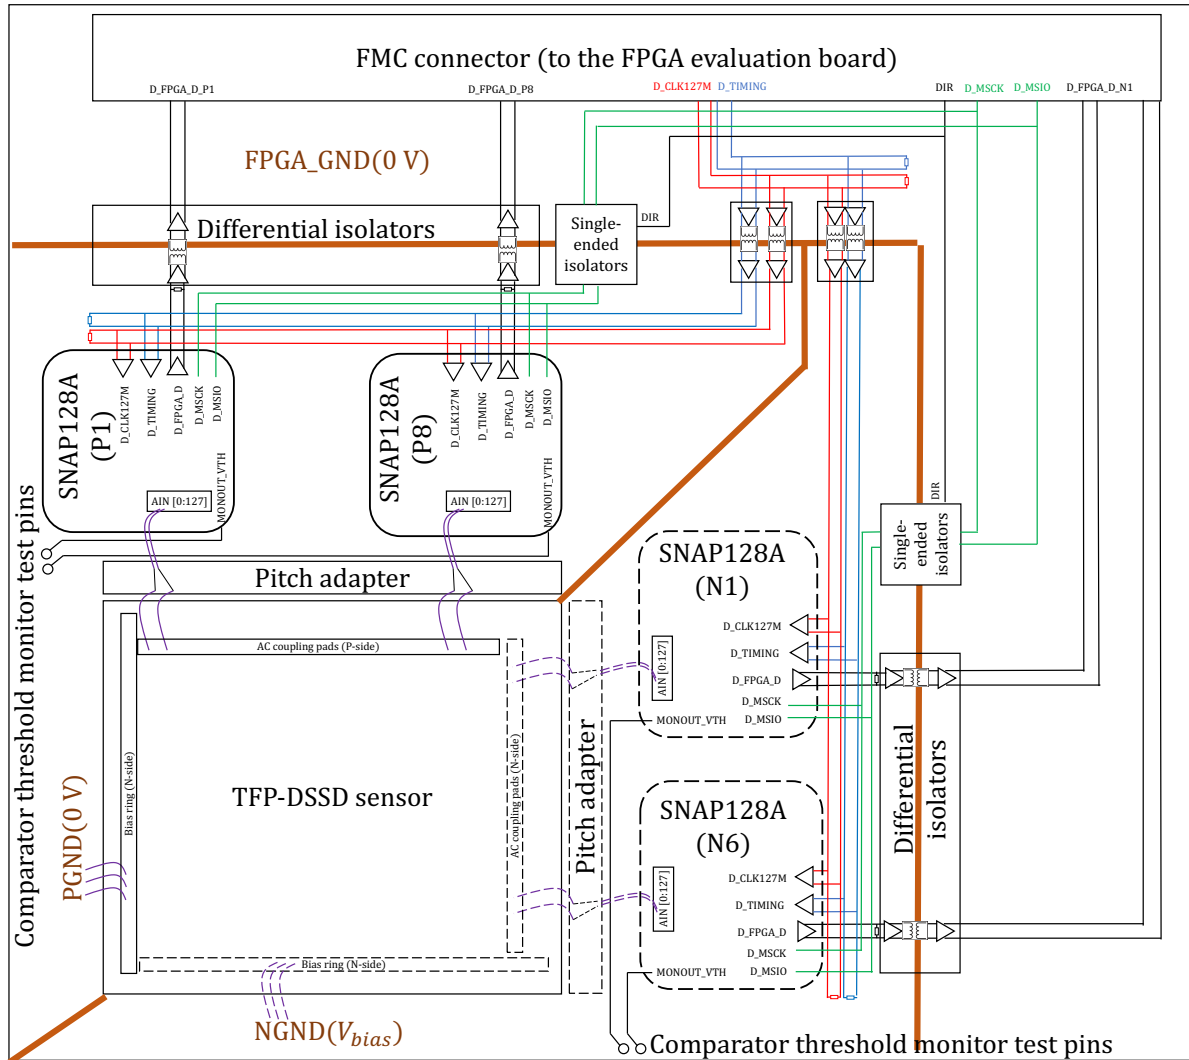 FMC connector (to the FPGA evaluation board)
D_FPGA_D_P1
D_FPGA_D_P8
D_CLK127M
D_TIMING
DIR
D_MSCK
D_MSIO
D_FPGA_D_N1
FPGA_GND(0 V)
Differential isolators
Single-
ended
isolators
DIR
SNAP128A
(P1)
D_CLK127M
D_TIMING
D_FPGA_D
D_MSCK
D_MSIO
MONOUT_VTH
AIN [0:127]
SNAP128A
(P8)
D_CLK127M
D_TIMING
D_FPGA_D
D_MSCK
D_MSIO
MONOUT_VTH
AIN [0:127]
Comparator threshold monitor test pins
Pitch adapter
AC coupling pads (P-side)
Bias ring (N-side)
TFP-DSSD sensor
AC coupling pads (N-side)
Bias ring (N-side)
PGND(0 V)
NGND(V_bias)
Pitch adapter
SNAP128A
(N1)
D_CLK127M
D_TIMING
D_FPGA_D
D_MSCK
D_MSIO
MONOUT_VTH
AIN [0:127]
DIR
Single-
ended
isolators
SNAP128A
(N6)
D_CLK127M
D_TIMING
D_FPGA_D
D_MSCK
D_MSIO
MONOUT_VTH
AIN [0:127]
Differential
isolators
Comparator threshold monitor test pins